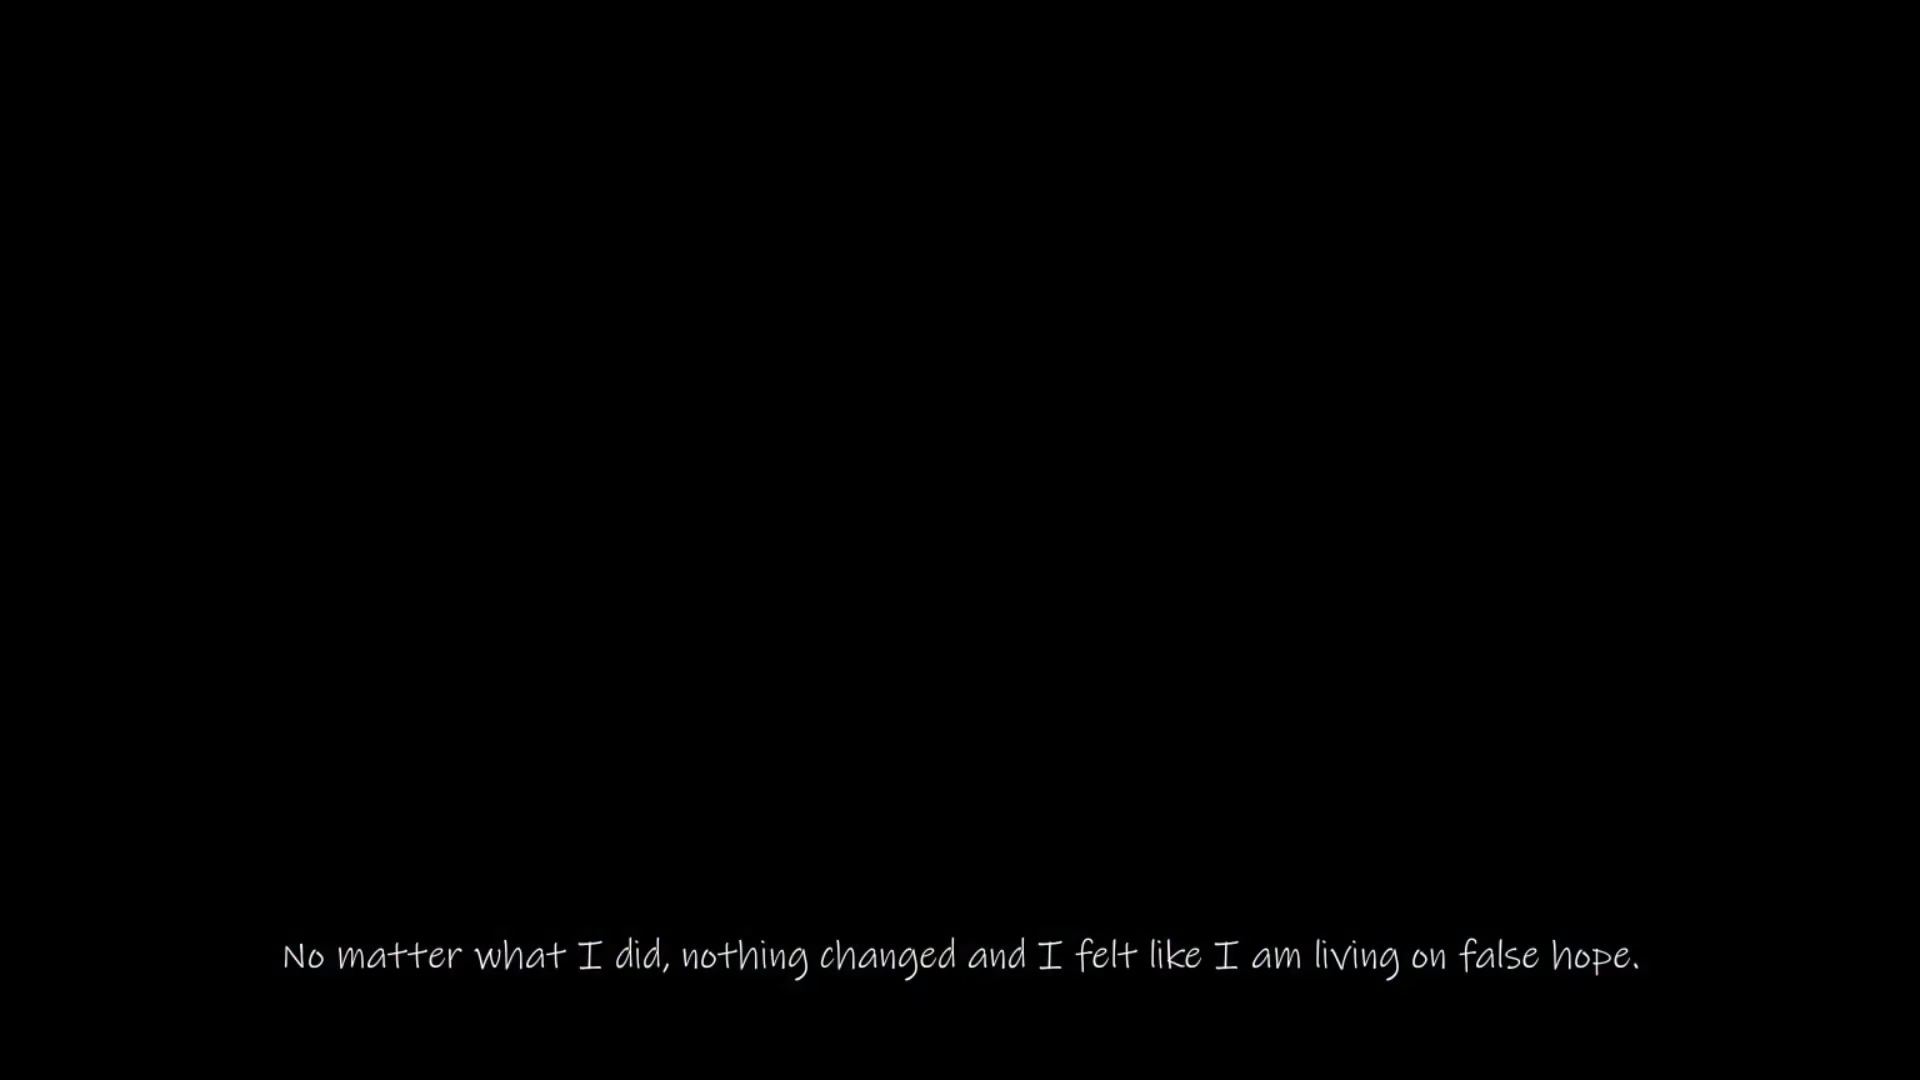 No matter what I did, nothing changed and I felt like I am living on false hope.